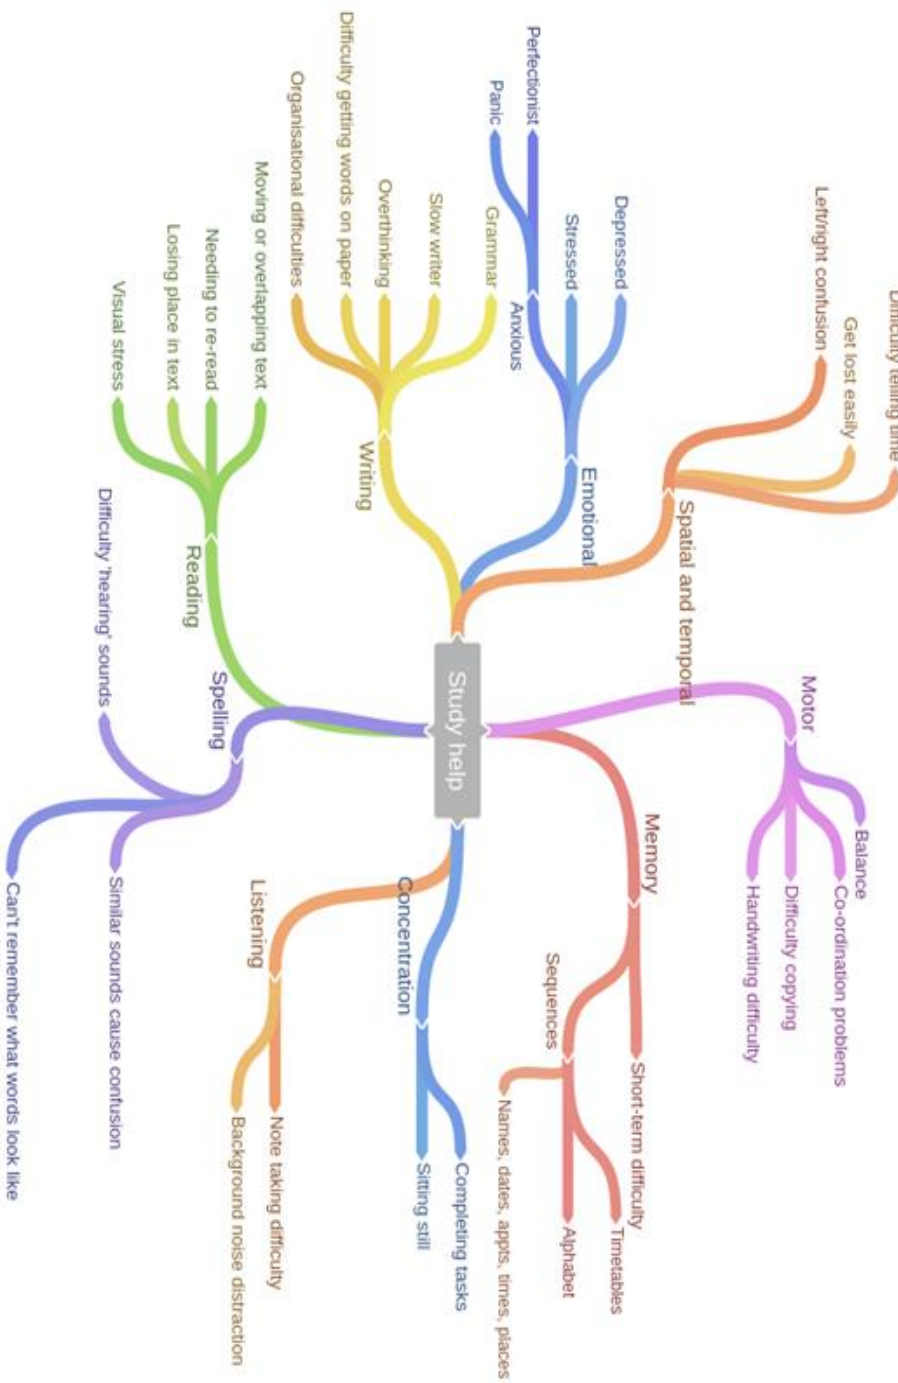 Study help
Motor
Balance
Co-ordination problems
Difficulty copying
Handwriting difficulty
Memory
Short-term difficulty
Sequences
Timetables
Alphabet
Names, dates, appts, times, places
Concentration
Completing tasks
Sitting still
Listening
Note taking difficulty
Background noise distraction
Spatial and temporal
Difficulty telling time
Get lost easily
Left/right confusion
Emotional
Depressed
Stressed
Anxious
Perfectionist
Panic
Writing
Grammar
Slow writer
Overthinking
Difficulty getting words on paper
Organisational difficulties
Reading
Moving or overlapping text
Needing to re-read
Losing place in text
Visual stress
Spelling
Difficulty 'hearing' sounds
Similar sounds cause confusion
Can't remember what words look like